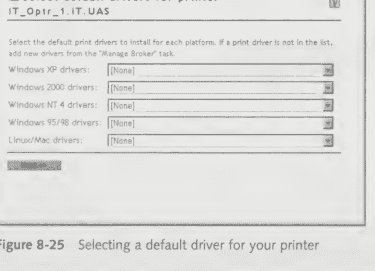 IT_Optr_1.iT.UAS
Select the default print drivers to install for each platform. If a print driver is not in the list,
add new drivers from the "Manage Broker" task.
Windows XP drivers: [None]
Windows 2000 drivers: [None]
Windows NT 4 drivers: [None]
Windows 95/98 drivers: [None]
Linux/Mac drivers: [None]
Figure 8-25 Selecting a default driver for your printer